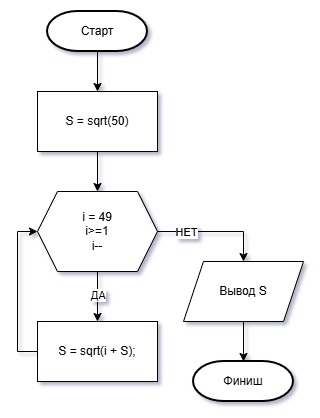 Старт
S = sqrt(50)
i = 49
i>=1
i--
НЕТ
ДА
Вывод S
S = sqrt(i + S);
Финиш